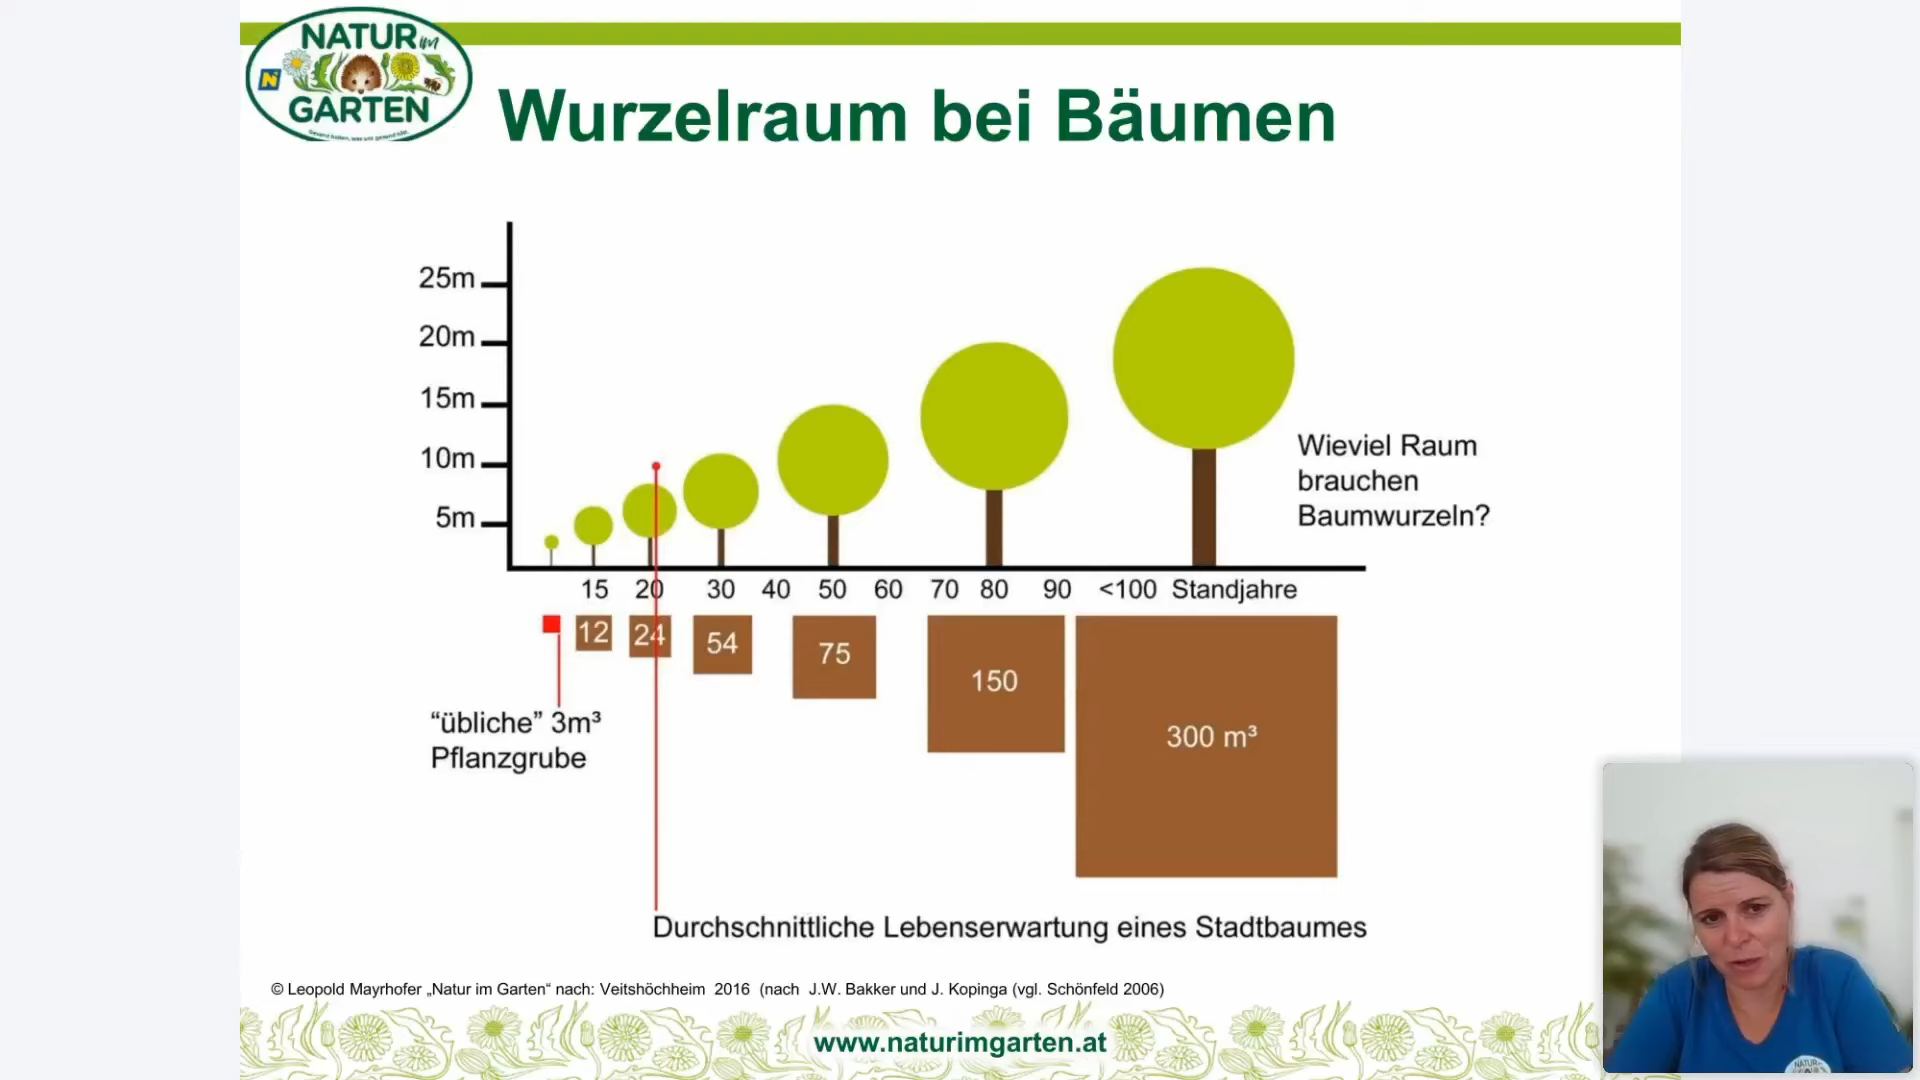 NATUR im
GARTEN
Wurzelraum bei Bäumen
25m
20m
15m
10m
5m
Wieviel Raum
brauchen
Baumwurzeln?
15 20 30 40 50 60 70 80 90 <100 Standjahre
12 24 54 75 150 300 m³
“übliche” 3m³
Pflanzgrube
Durchschnittliche Lebenserwartung eines Stadtbaumes
© Leopold Mayrhofer „Natur im Garten“ nach: Veitshöchheim 2016 (nach J.W. Bakker und J. Kopinga (vgl. Schönfeld 2006)
www.naturimgarten.at